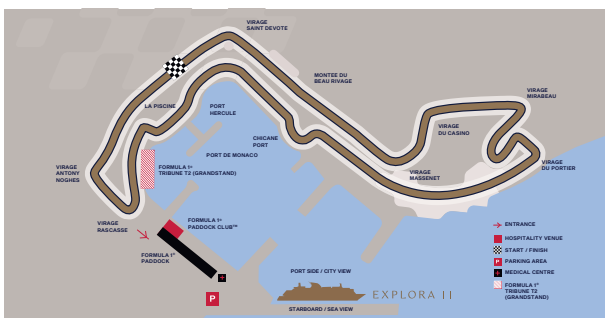 VIRAGE
SAINT DEVOTE
MONTEE DU
BEAU RIVAGE
VIRAGE
MIRABEAU
LA PISCINE
PORT
HERCULE
VIRAGE
DU CASINO
CHICANE
PORT
PORT DE MONACO
VIRAGE
DU PORTIER
VIRAGE
ANTONY
NOGHES
FORMULA 1®
TRIBUNE T2 (GRANDSTAND)
VIRAGE
MASSENET
VIRAGE
RASCASSE
FORMULA 1®
PADDOCK CLUB™
FORMULA 1®
PADDOCK
P
PORT SIDE / CITY VIEW
EXPLORA II
STARBOARD / SEA VIEW
ENTRANCE
HOSPITALITY VENUE
START / FINISH
P PARKING AREA
MEDICAL CENTRE
FORMULA 1®
TRIBUNE T2
(GRANDSTAND)